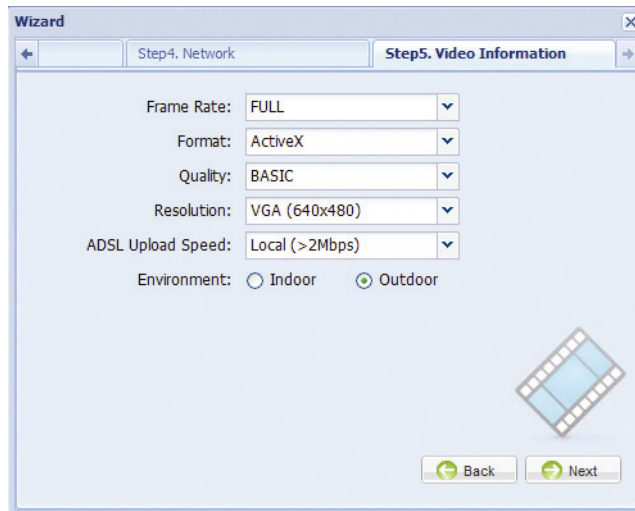 Wizard
Step4. Network
Step5. Video Information
Frame Rate: FULL
Format: ActiveX
Quality: BASIC
Resolution: VGA (640x480)
ADSL Upload Speed: Local (>2Mbps)
Environment: Indoor Outdoor
Back Next